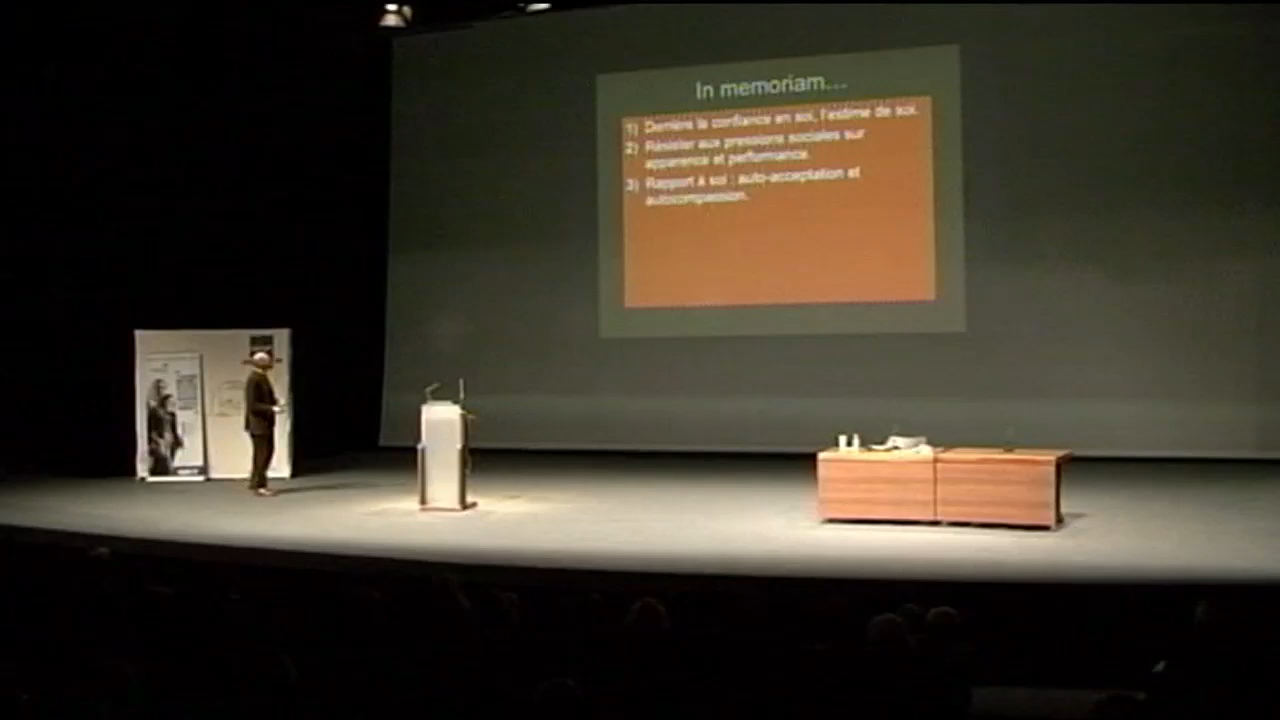 In memoriam...
1) Derrière la confiance en soi, l'estime de soi.
2) Résister aux pressions sociales sur
apparence et performance.
3) Rapport à soi : auto-acceptation et
autocompassion.